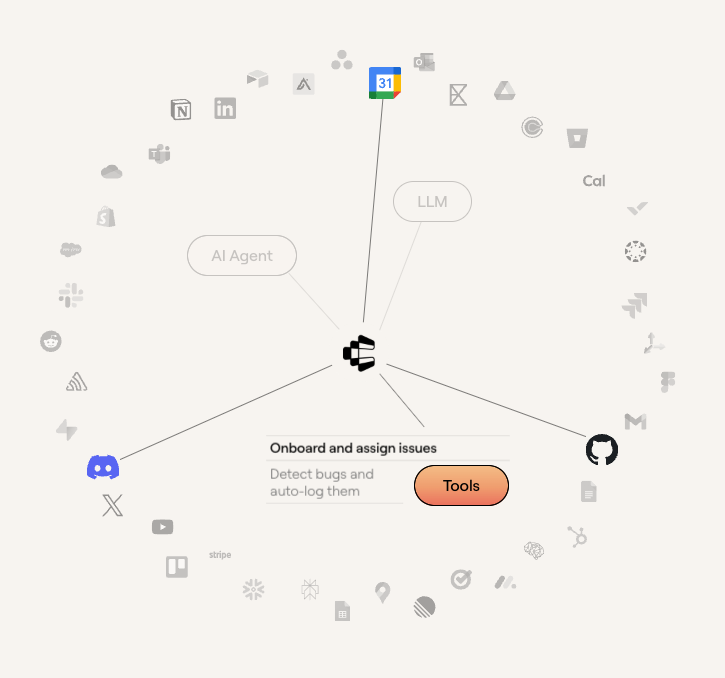 31
Cal
LLM
AI Agent
Onboard and assign issues
Detect bugs and
auto-log them
Tools
stripe